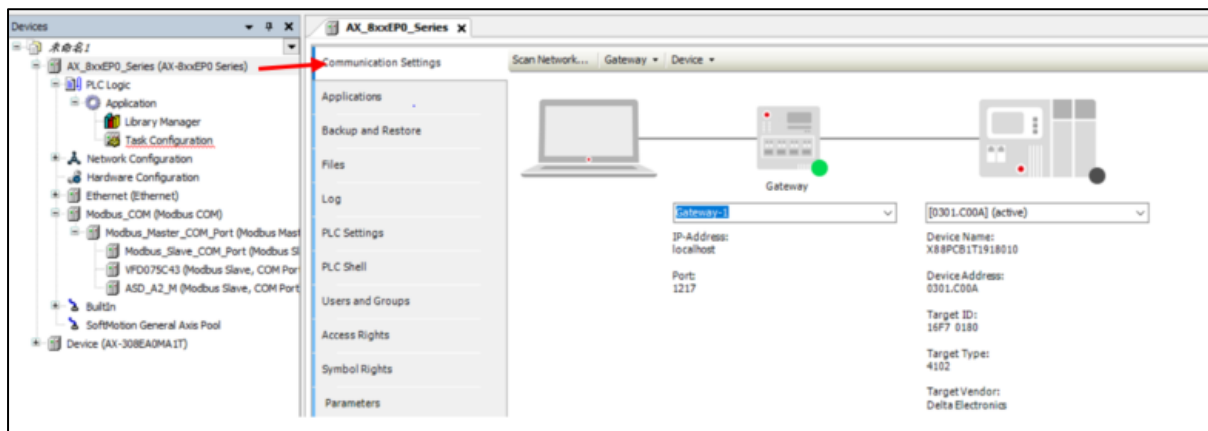 Devices
未命名1
AX_8xxEP0_Series (AX-8xxEP0 Series)
PLC Logic
Application
Library Manager
Task Configuration
Network Configuration
Hardware Configuration
Ethernet (Ethernet)
Modbus_COM (Modbus COM)
Modbus_Master_COM_Port (Modbus Mast
Modbus_Slave_COM_Port (Modbus Sl
VFD075C43 (Modbus Slave, COM Por
ASD_A2_M (Modbus Slave, COM Port
BuiltIn
SoftMotion General Axis Pool
Device (AX-308EA0MA1T)
AX_8xxEP0_Series
Communication Settings
Applications
Backup and Restore
Files
Log
PLC Settings
PLC Shell
Users and Groups
Access Rights
Symbol Rights
Parameters
Scan Network... Gateway Device
Gateway
Gateway-1
IP-Address:
localhost
Port:
1217
[0301.C00A] (active)
Device Name:
X88PCB1T1918010
Device Address:
0301.C00A
Target ID:
16F7 0180
Target Type:
4102
Target Vendor:
Delta Electronics